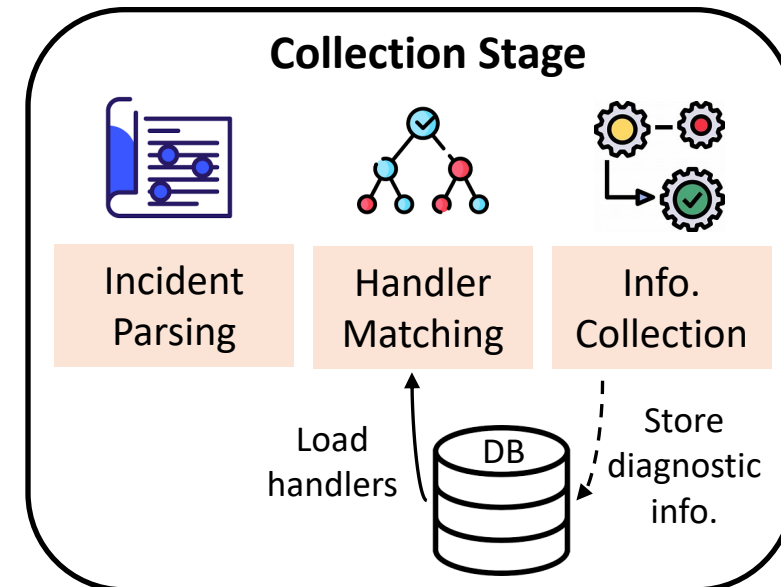 Collection Stage
Incident
Parsing
Handler
Matching
Info.
Collection
Load
handlers
DB
Store
diagnostic
info.